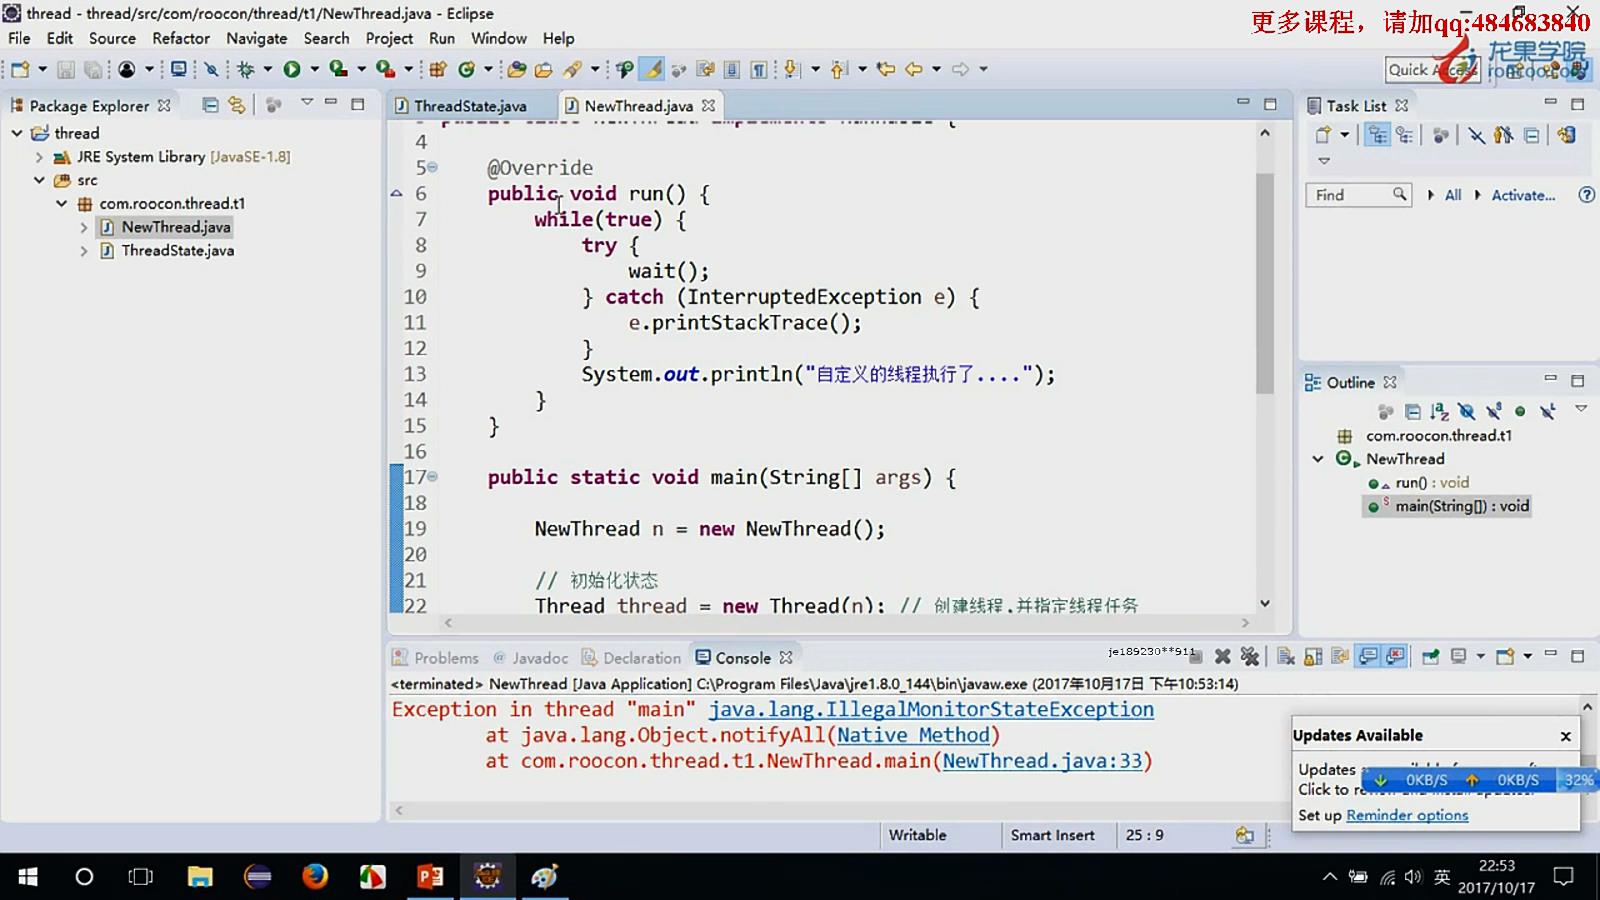 thread - thread/src/com/roocon/thread/t1/NewThread.java - Eclipse
更多课程，请加qq:484683840
File Edit Source Refactor Navigate Search Project Run Window Help
龙果学院
Quick Access
roncoo.com
Package Explorer
ThreadState.java
NewThread.java
Task List
thread
JRE System Library [JavaSE-1.8]
src
com.roocon.thread.t1
NewThread.java
ThreadState.java
4
5 @Override
6 public void run() {
7 while(true) {
8 try {
9 wait();
10 } catch (InterruptedException e) {
11 e.printStackTrace();
12 }
13 System.out.println("自定义的线程执行了....");
14 }
15 }
16
17 public static void main(String[] args) {
18
19 NewThread n = new NewThread();
20
21 // 初始化状态
22 Thread thread = new Thread(n); // 创建线程,并指定线程任务
Find
All
Activate...
Outline
com.roocon.thread.t1
NewThread
run() : void
main(String[]) : void
Problems
Javadoc
Declaration
Console
je189230**911
<terminated> NewThread [Java Application] C:\Program Files\Java\jre1.8.0_144\bin\javaw.exe (2017年10月17日 下午10:53:14)
Exception in thread "main" java.lang.IllegalMonitorStateException
at java.lang.Object.notifyAll(Native Method)
at com.roocon.thread.t1.NewThread.main(NewThread.java:33)
Updates Available
Updates
0KB/S 0KB/S 32%
Click to
Set up Reminder options
Writable
Smart Insert
25 : 9
英
22:53
2017/10/17